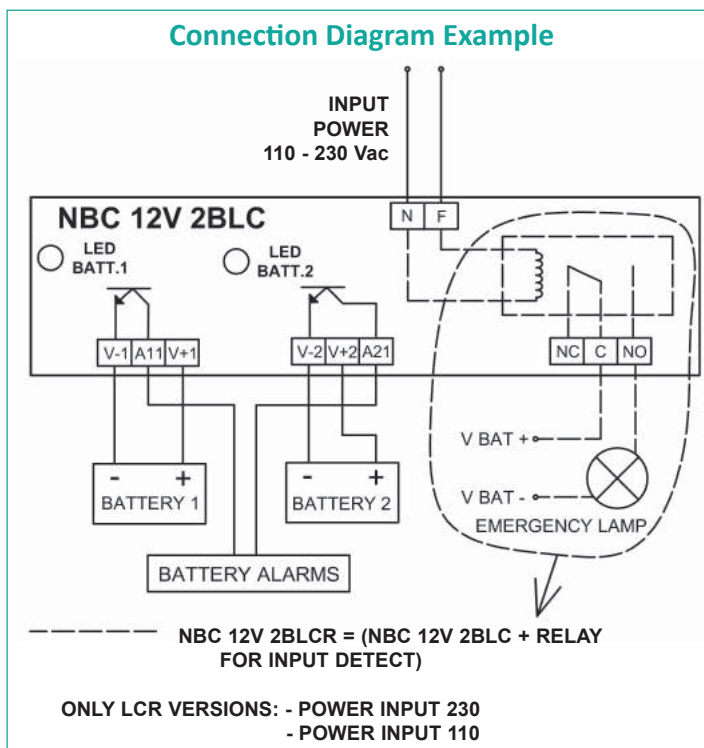 Connection Diagram Example
INPUT
POWER
110 - 230 Vac
N F
NBC 12V 2BLC
LED
BATT.1
LED
BATT.2
V-1 A11 V+1
V-2 V+2 A21
NC C NO
V BAT +
V BAT -
- +
BATTERY 1
- +
BATTERY 2
EMERGENCY LAMP
BATTERY ALARMS
NBC 12V 2BLCR = (NBC 12V 2BLC + RELAY
FOR INPUT DETECT)
ONLY LCR VERSIONS: - POWER INPUT 230
- POWER INPUT 110